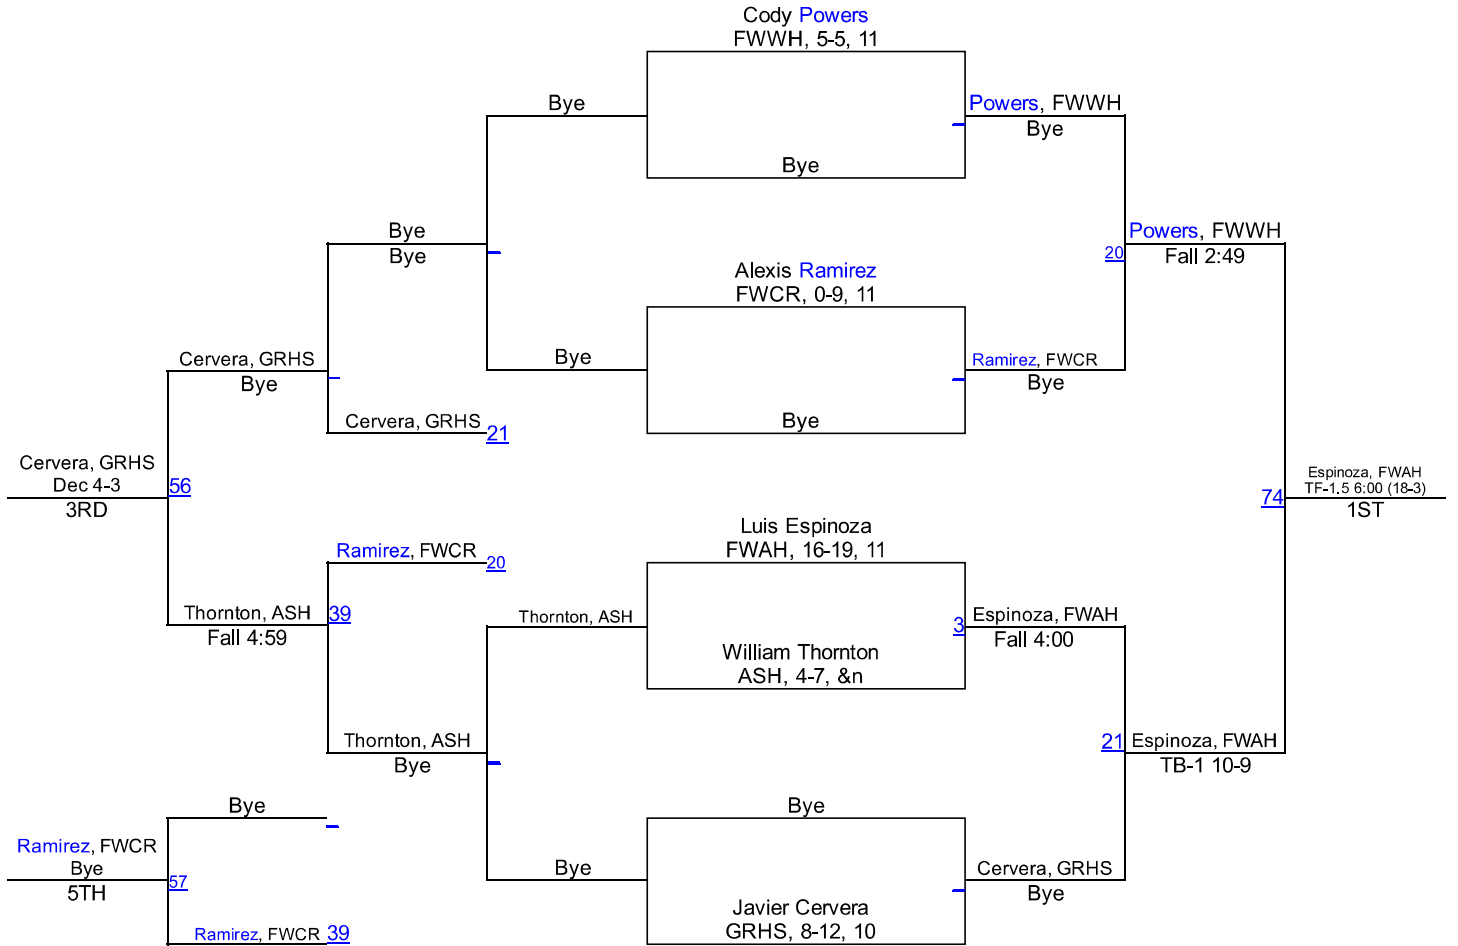 Cody Powers
FWWH, 5-5, 11
Bye
Powers, FWWH
Bye
Bye
Bye
Bye
Powers, FWWH
20
Fall 2:49
Alexis Ramirez
FWCR, 0-9, 11
Cervera, GRHS
Bye
Bye
Ramirez, FWCR
Bye
Cervera, GRHS
21
Bye
Cervera, GRHS
Dec 4-3
56
3RD
Espinoza, FWAH
TF-1.5 6:00 (18-3)
74
1ST
Luis Espinoza
FWAH, 16-19, 11
Ramirez, FWCR
20
Thornton, ASH
39
Fall 4:59
Thornton, ASH
Espinoza, FWAH
3
Fall 4:00
William Thornton
ASH, 4-7, &n
Thornton, ASH
Bye
21
Espinoza, FWAH
TB-1 10-9
Bye
Bye
Ramirez, FWCR
Bye
57
5TH
Bye
Cervera, GRHS
Bye
Javier Cervera
GRHS, 8-12, 10
Ramirez, FWCR
39